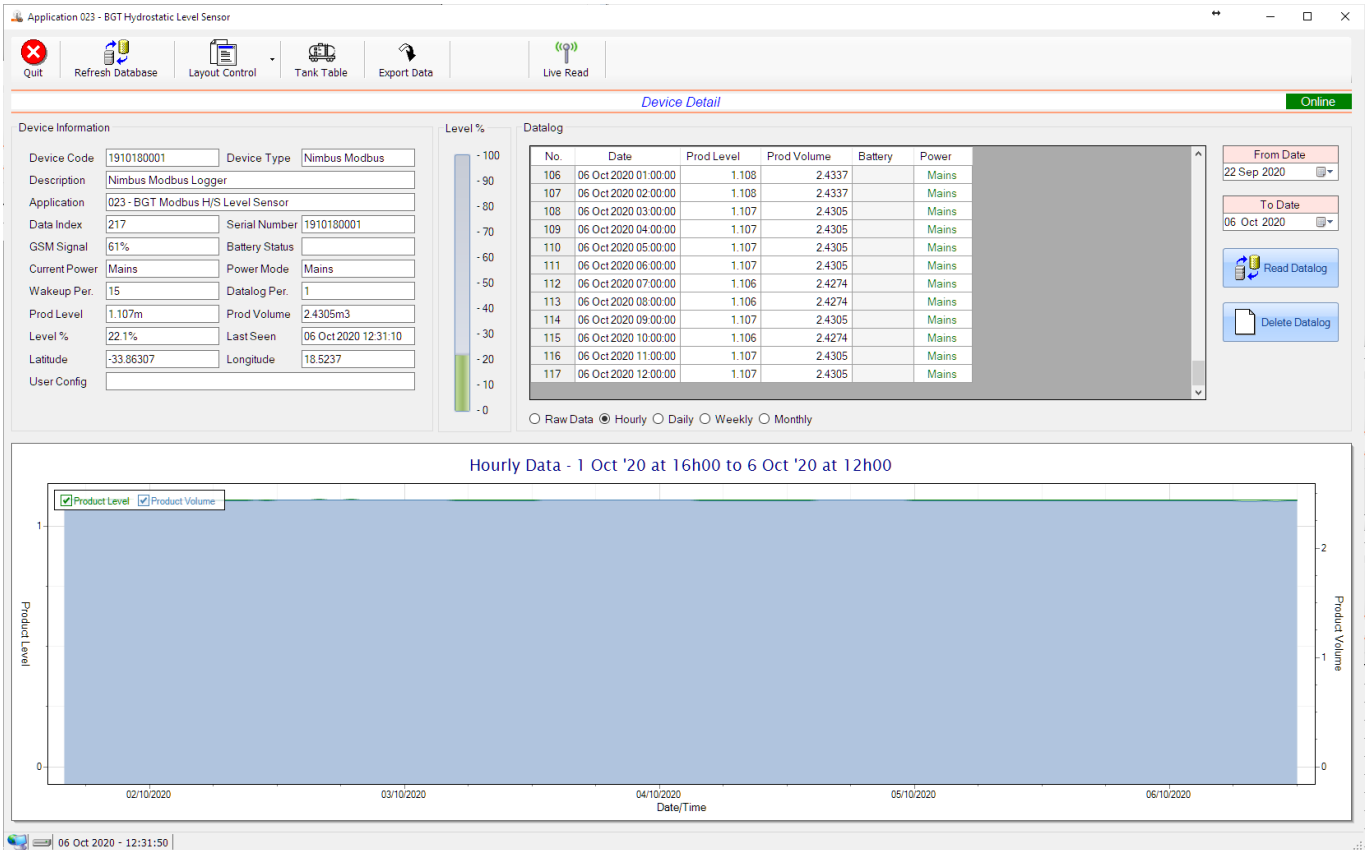 Application 023 - BGT Hydrostatic Level Sensor
Quit Refresh Database Layout Control Tank Table Export Data Live Read
Device Detail Online
Device Information
Device Code 1910180001 Device Type Nimbus Modbus
Description Nimbus Modbus Logger
Application 023 - BGT Modbus H/S Level Sensor
Data Index 217 Serial Number 1910180001
GSM Signal 61% Battery Status
Current Power Mains Power Mode Mains
Wakeup Per. 15 Datalog Per. 1
Prod Level 1.107m Prod Volume 2.4305m3
Level % 22.1% Last Seen 06 Oct 2020 12:31:10
Latitude -33.86307 Longitude 18.5237
User Config
Level %
- 100
- 90
- 80
- 70
- 60
- 50
- 40
- 30
- 20
- 10
- 0
Datalog
No. Date Prod Level Prod Volume Battery Power
106 06 Oct 2020 01:00:00 1.108 2.4337 Mains
107 06 Oct 2020 02:00:00 1.108 2.4337 Mains
108 06 Oct 2020 03:00:00 1.107 2.4305 Mains
109 06 Oct 2020 04:00:00 1.107 2.4305 Mains
110 06 Oct 2020 05:00:00 1.107 2.4305 Mains
111 06 Oct 2020 06:00:00 1.107 2.4305 Mains
112 06 Oct 2020 07:00:00 1.106 2.4274 Mains
113 06 Oct 2020 08:00:00 1.106 2.4274 Mains
114 06 Oct 2020 09:00:00 1.107 2.4305 Mains
115 06 Oct 2020 10:00:00 1.106 2.4274 Mains
116 06 Oct 2020 11:00:00 1.107 2.4305 Mains
117 06 Oct 2020 12:00:00 1.107 2.4305 Mains
Raw Data Hourly Daily Weekly Monthly
From Date
22 Sep 2020
To Date
06 Oct 2020
Read Datalog
Delete Datalog
Hourly Data - 1 Oct '20 at 16h00 to 6 Oct '20 at 12h00
Product Level Product Volume
1
0
Product Level
2
1
0
Product Volume
02/10/2020 03/10/2020 04/10/2020 05/10/2020 06/10/2020
Date/Time
06 Oct 2020 - 12:31:50